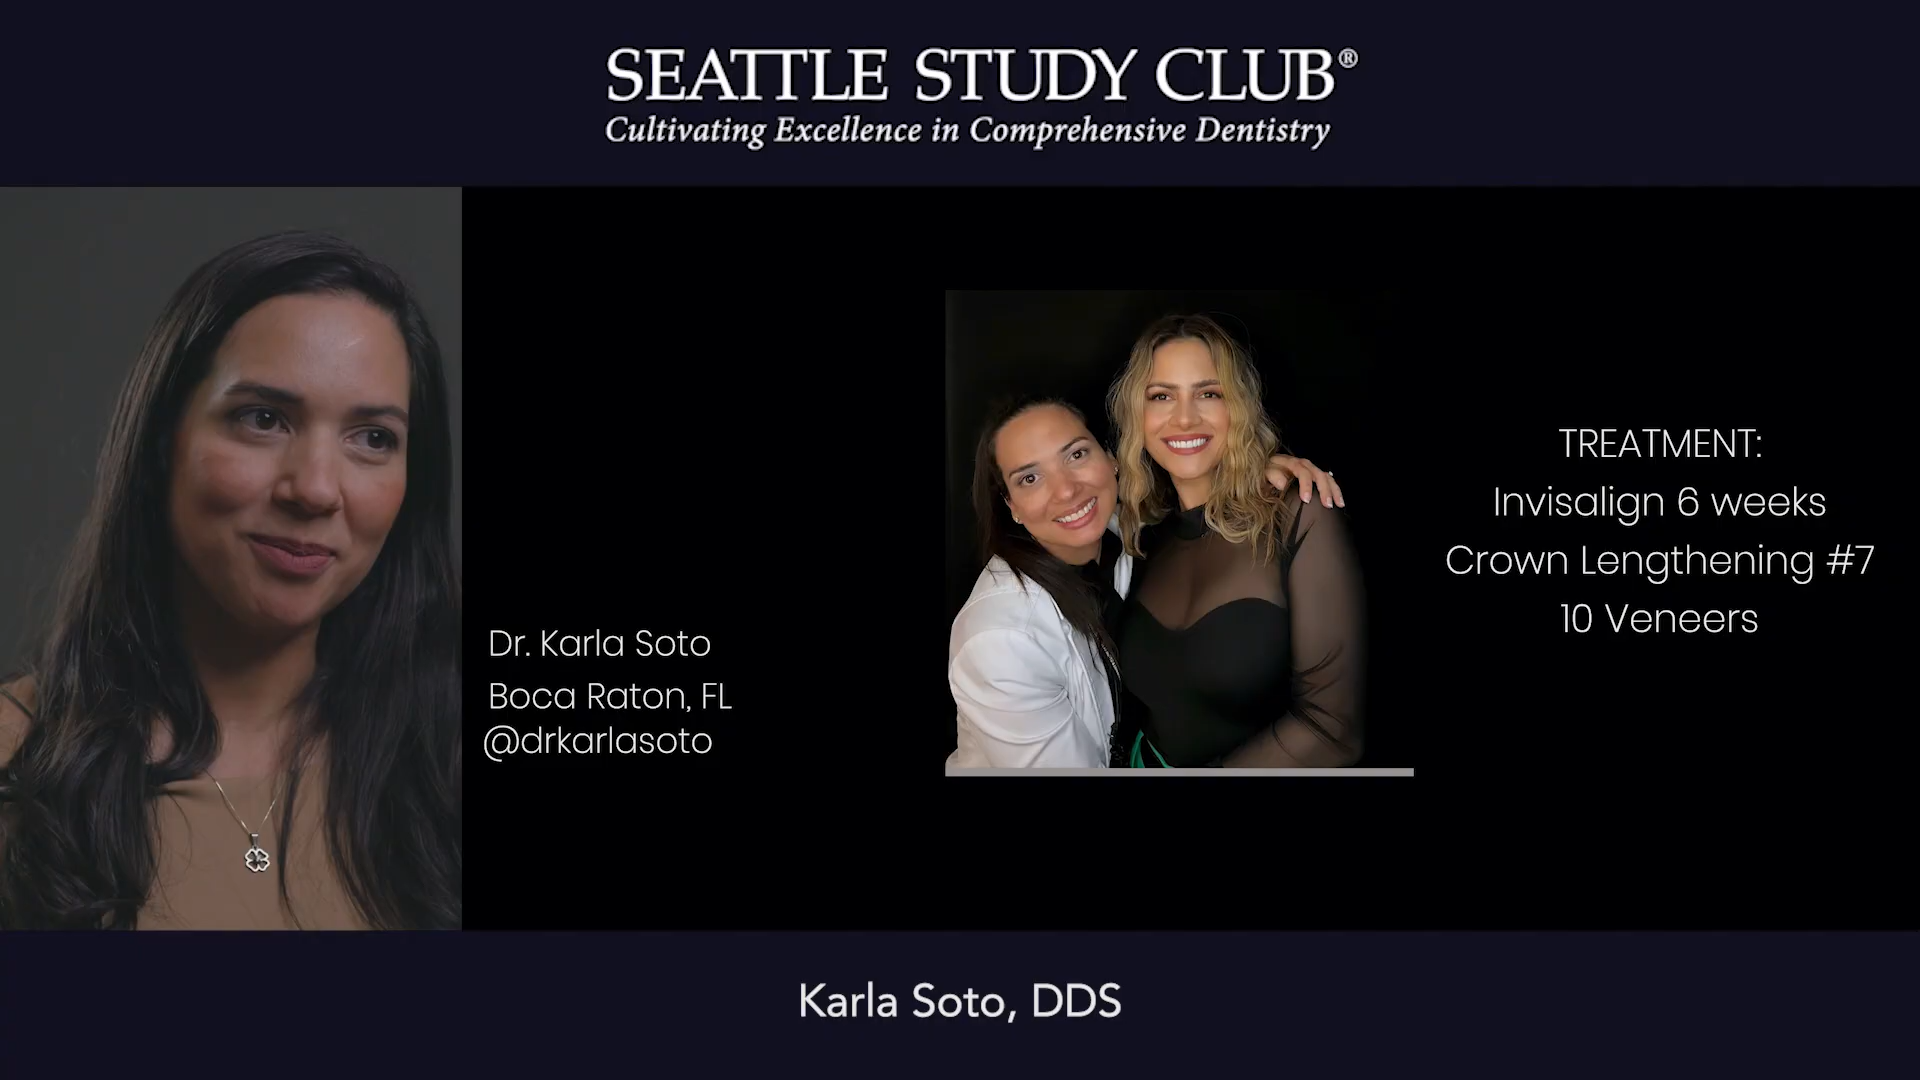 SEATTLE STUDY CLUB®
Cultivating Excellence in Comprehensive Dentistry
Dr. Karla Soto
Boca Raton, FL
@drkarlasoto
TREATMENT:
Invisalign 6 weeks
Crown Lengthening #7
10 Veneers
Karla Soto, DDS